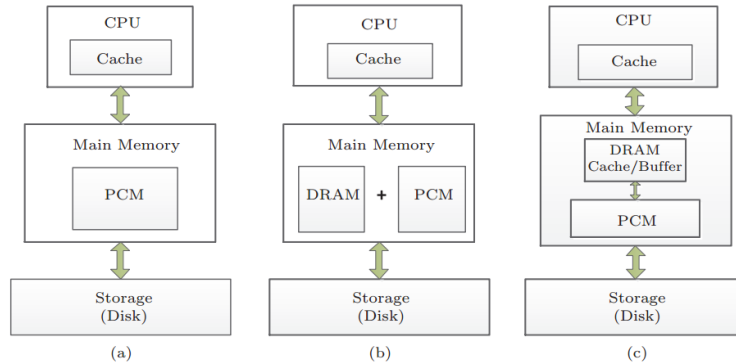 CPU
Cache
Main Memory
PCM
Storage
(Disk)
(a)
CPU
Cache
Main Memory
DRAM + PCM
Storage
(Disk)
(b)
CPU
Cache
Main Memory
DRAM
Cache/Buffer
PCM
Storage
(Disk)
(c)